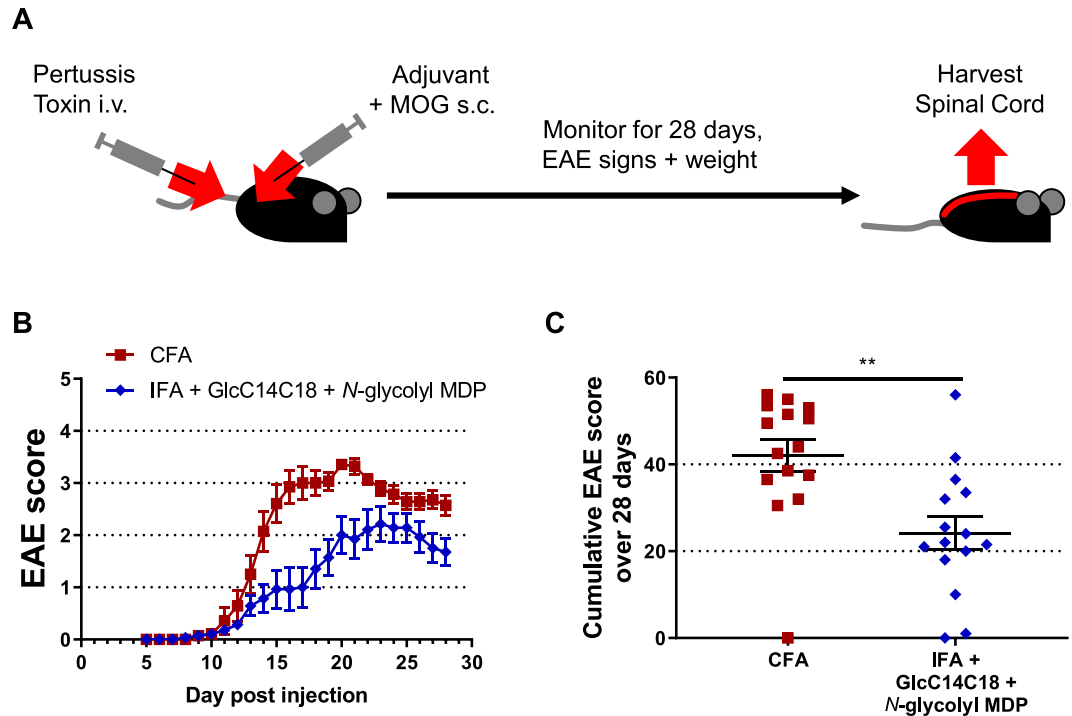 A
Pertussis
Toxin i.v.
Adjuvant
+ MOG s.c.
Monitor for 28 days,
EAE signs + weight
Harvest
Spinal Cord
B
CFA
IFA + GlcC14C18 + N-glycolyl MDP
EAE score
5
4
3
2
1
0
0
5
10
15
20
25
30
Day post injection
C
**
Cumulative EAE score
over 28 days
60
40
20
0
CFA
IFA +
GlcC14C18 +
N-glycolyl MDP